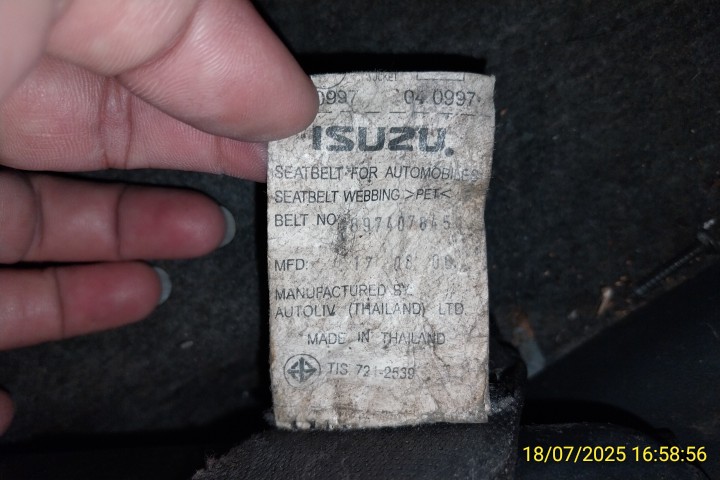 0997 04 0997
ISUZU.
SEATBELT FOR AUTOMOBILES
SEATBELT WEBBING >PET<
BELT NO.
MFD: 17
MANUFACTURED BY
AUTOLIV (THAILAND) LTD.
MADE IN THAILAND
TIS 721-2539
18/07/2025 16:58:56